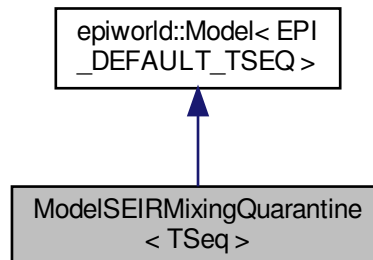 epiworld::Model< EPI
_DEFAULT_TSEQ >
ModelSEIRMixingQuarantine
< TSeq >